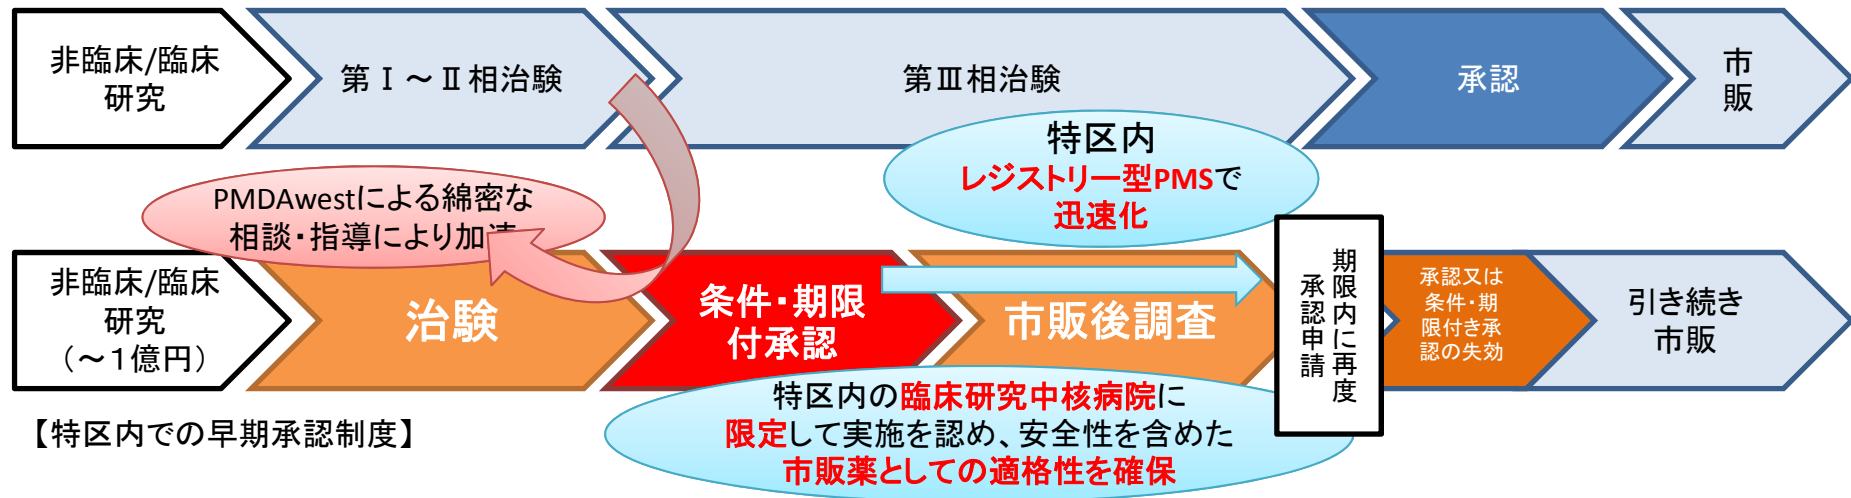 非臨床/臨床
研究
第Ⅰ～Ⅱ相治験
第Ⅲ相治験
承認
市
販
特区内
レジストリー型PMSで
迅速化
PMDAwestによる綿密な
相談・指導により加速
非臨床/臨床
研究
（～１億円）
治験
条件・期限
付承認
市販後調査
期限内に再度
承認申請
承認又は
条件・期
限付き承
認の失効
引き続き
市販
特区内の臨床研究中核病院に
限定して実施を認め、安全性を含めた
市販薬としての適格性を確保
【特区内での早期承認制度】